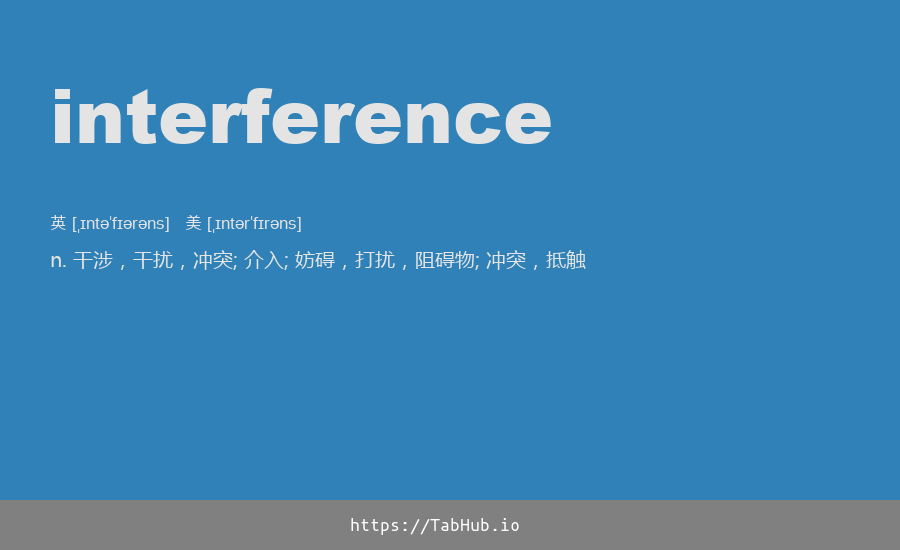 interference
英 [ˌɪntəˈfɪərəns] 美 [ˌɪntərˈfɪrəns]
n. 干涉，干扰，冲突; 介入; 妨碍，打扰，阻碍物; 冲突，抵触
https://TabHub.io